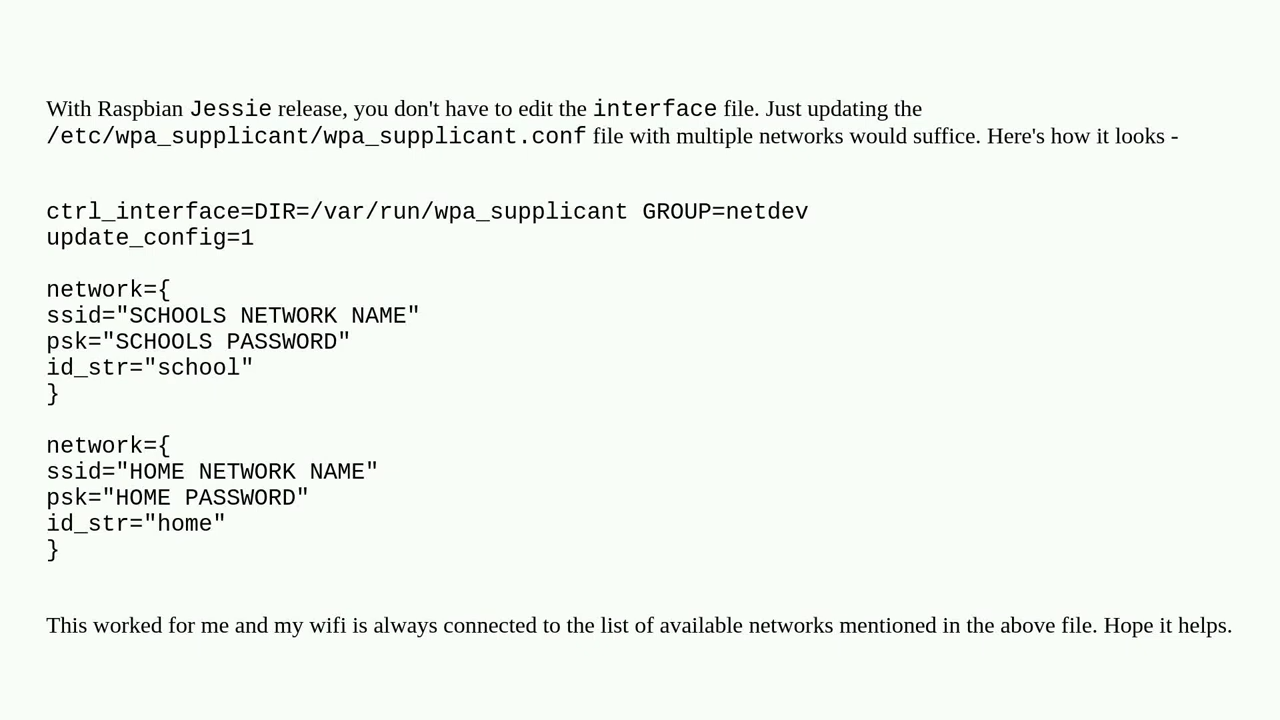 With Raspbian Jessie release, you don't have to edit the interface file. Just updating the
/etc/wpa_supplicant/wpa_supplicant.conf file with multiple networks would suffice. Here's how it looks -
ctrl_interface=DIR=/var/run/wpa_supplicant GROUP=netdev
update_config=1
network={
ssid="SCHOOLS NETWORK NAME"
psk="SCHOOLS PASSWORD"
id_str="school"
}
network={
ssid="HOME NETWORK NAME"
psk="HOME PASSWORD"
id_str="home"
}
This worked for me and my wifi is always connected to the list of available networks mentioned in the above file. Hope it helps.